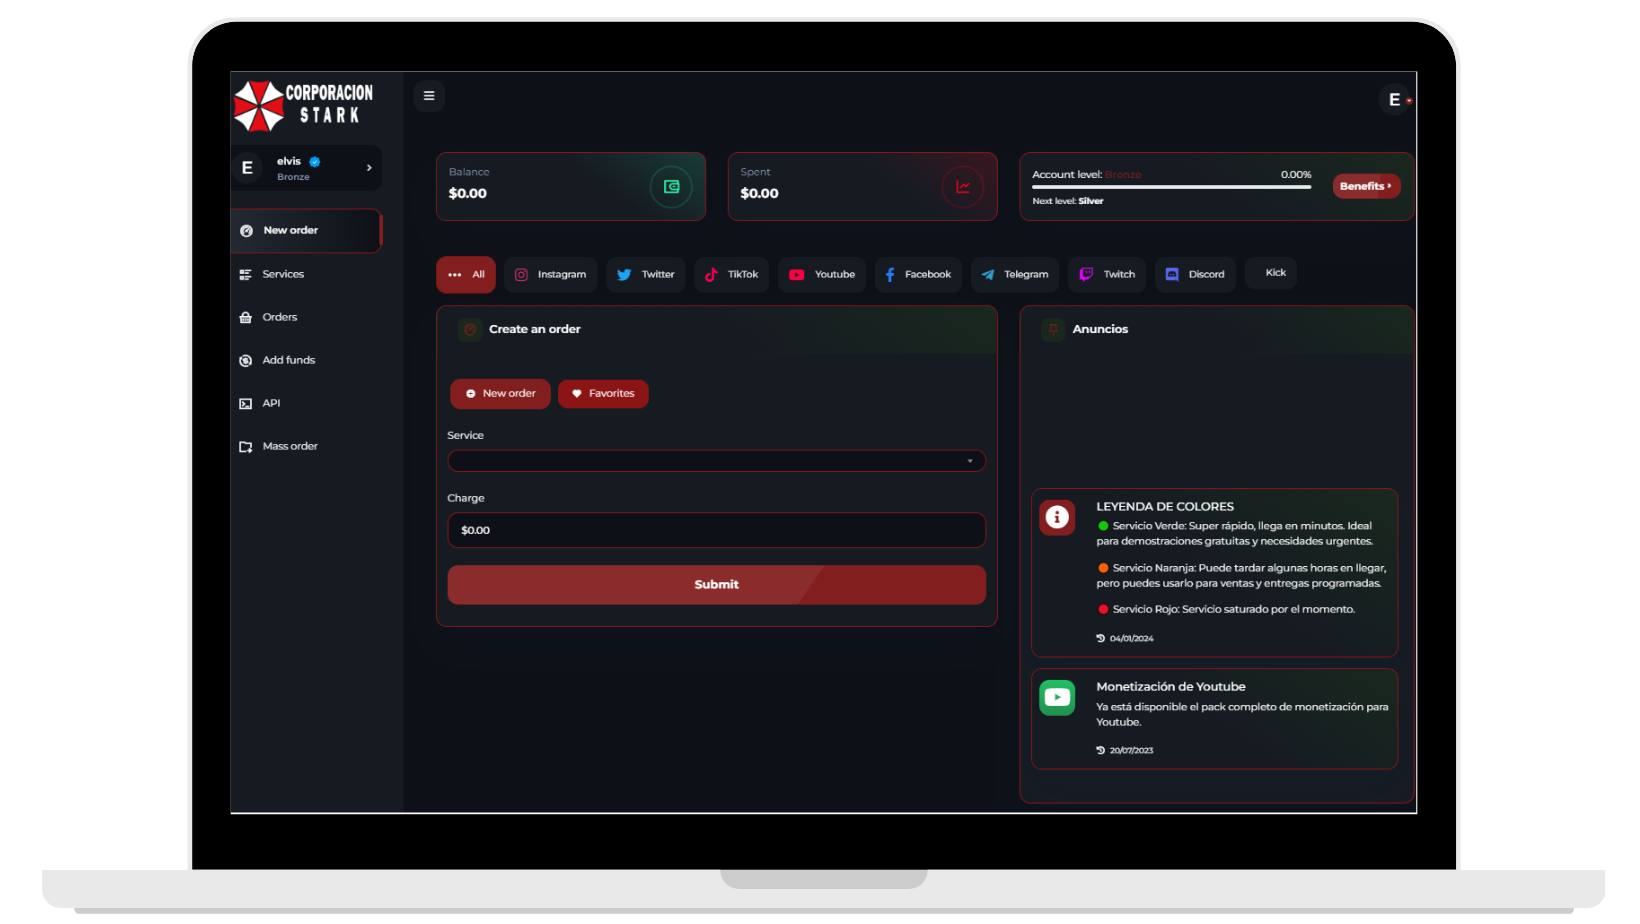 CORPORACION
STARK
E
E
elvis
Bronze
New order
Services
Orders
Add funds
API
Mass order
Balance
$0.00
Spent
$0.00
Account level: Bronze 0.00%
Next level: Silver
Benefits
All Instagram Twitter TikTok Youtube Facebook Telegram Twitch Discord Kick
Create an order
New order Favorites
Service
Charge
$0.00
Submit
Anuncios
LEYENDA DE COLORES
Servicio Verde: Super rápido, llega en minutos. Ideal
para demostraciones gratuitas y necesidades urgentes.
Servicio Naranja: Puede tardar algunas horas en llegar,
pero puedes usarlo para ventas y entregas programadas.
Servicio Rojo: Servicio saturado por el momento.
04/01/2024
Monetización de Youtube
Ya está disponible el pack completo de monetización para
Youtube.
20/07/2023